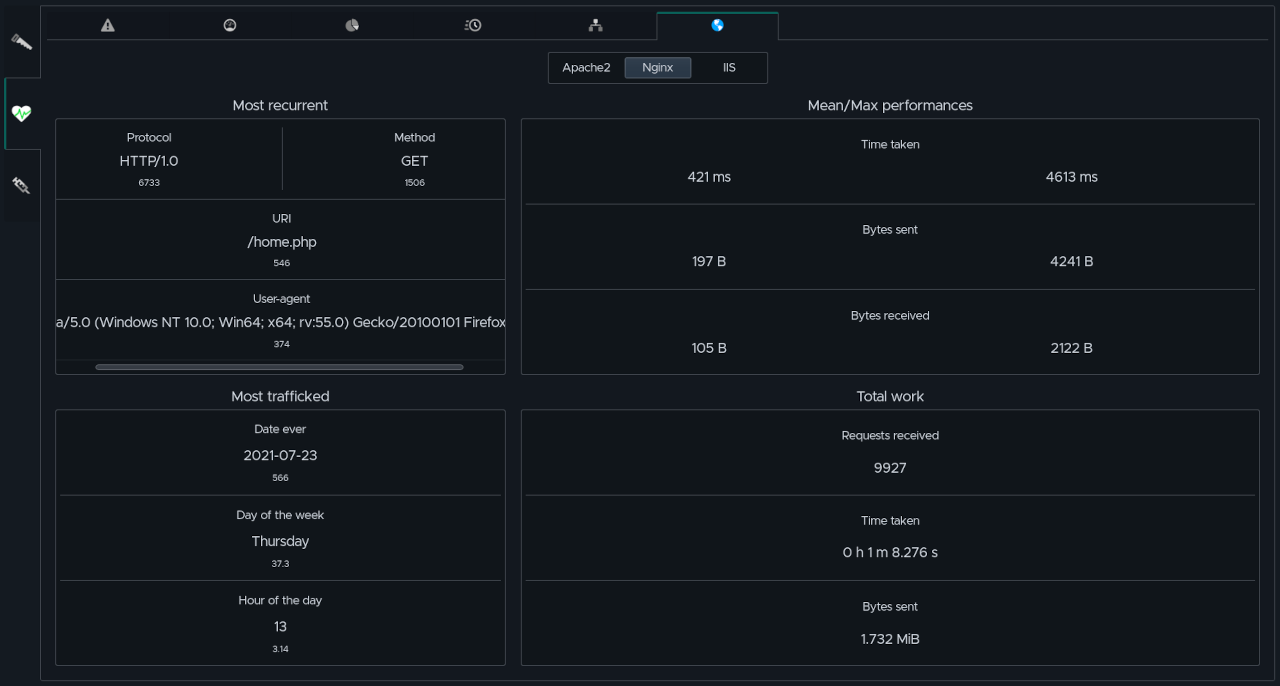 Apache2 Nginx IIS
Most recurrent
Protocol Method
HTTP/1.0 GET
6733 1506
URI
/home.php
546
User-agent
a/5.0 (Windows NT 10.0; Win64; x64; rv:55.0) Gecko/20100101 Firefox
374
Mean/Max performances
Time taken
421 ms 4613 ms
Bytes sent
197 B 4241 B
Bytes received
105 B 2122 B
Most trafficked
Date ever
2021-07-23
566
Day of the week
Thursday
37.3
Hour of the day
13
3.14
Total work
Requests received
9927
Time taken
0 h 1 m 8.276 s
Bytes sent
1.732 MiB